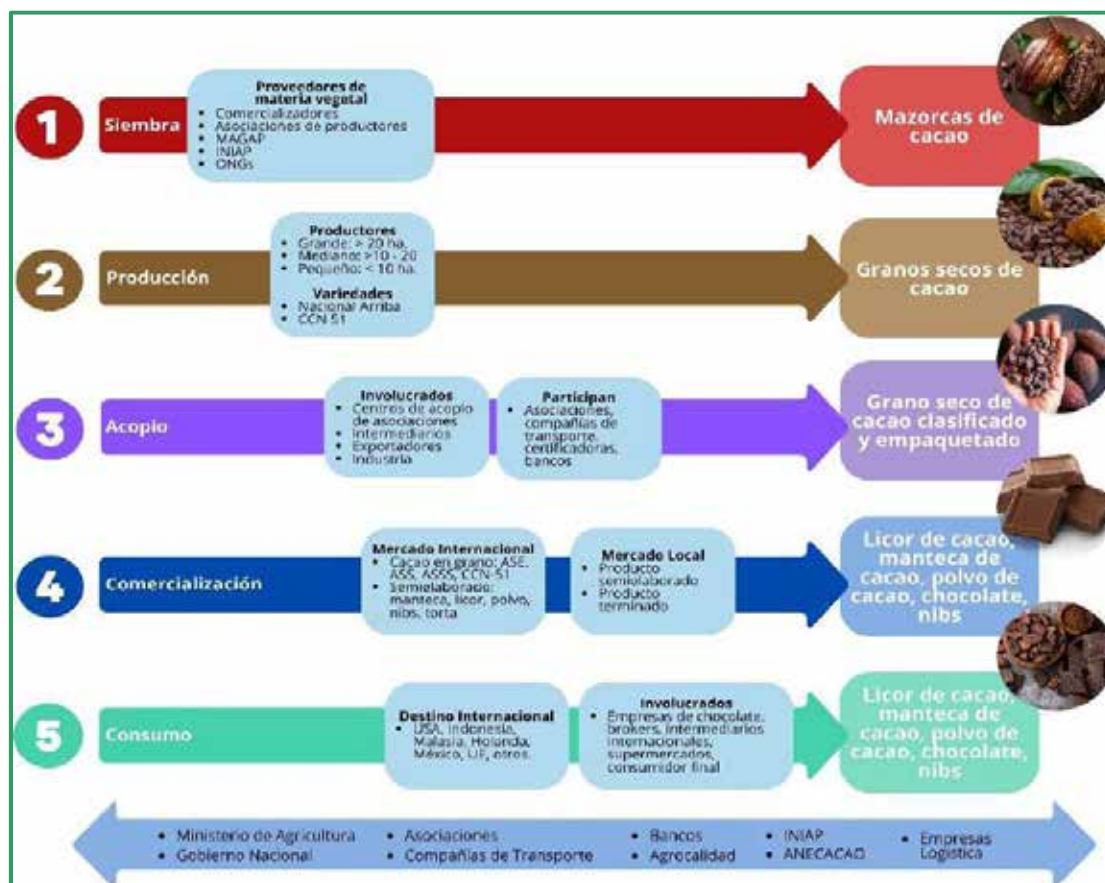 1
Siembra
Proveedores de
materia vegetal
• Comercializadores
• Asociaciones de productores
• MAGAP
• INIAP
• ONGs
Mazorcas de
cacao
2
Producción
Productores
• Grande: > 20 ha.
• Mediano: >10 - 20
• Pequeño: < 10 ha.
Variedades
• Nacional Arriba
• CCN 51
Granos secos de
cacao
3
Acopio
Involucrados
• Centros de acopio
de asociaciones
• Intermediarios
• Exportadores
• Industria
Participan
• Asociaciones,
compañías de
transporte,
certificadoras,
bancos
Grano seco de
cacao clasificado
y empaquetado
4
Comercialización
Mercado Internacional
• Cacao en grano: ASE,
ASS, ASSS, CCN-51
• Semielaborado:
manteca, licor, polvo,
nibs, torta
Mercado Local
• Producto
semielaborado
• Producto
terminado
Licor de cacao,
manteca de
cacao, polvo de
cacao, chocolate,
nibs
5
Consumo
Destino Internacional
• USA, Indonesia,
Malasia, Holanda,
México, UE, otros.
Involucrados
• Empresas de chocolate,
brokers, intermediarios
internacionales,
supermercados,
consumidor final
Licor de cacao,
manteca de
cacao, polvo de
cacao, chocolate,
nibs
• Ministerio de Agricultura
• Gobierno Nacional
• Asociaciones
• Compañías de Transporte
• Bancos
• Agrocalidad
• INIAP
• ANECACAO
• Empresas
Logística